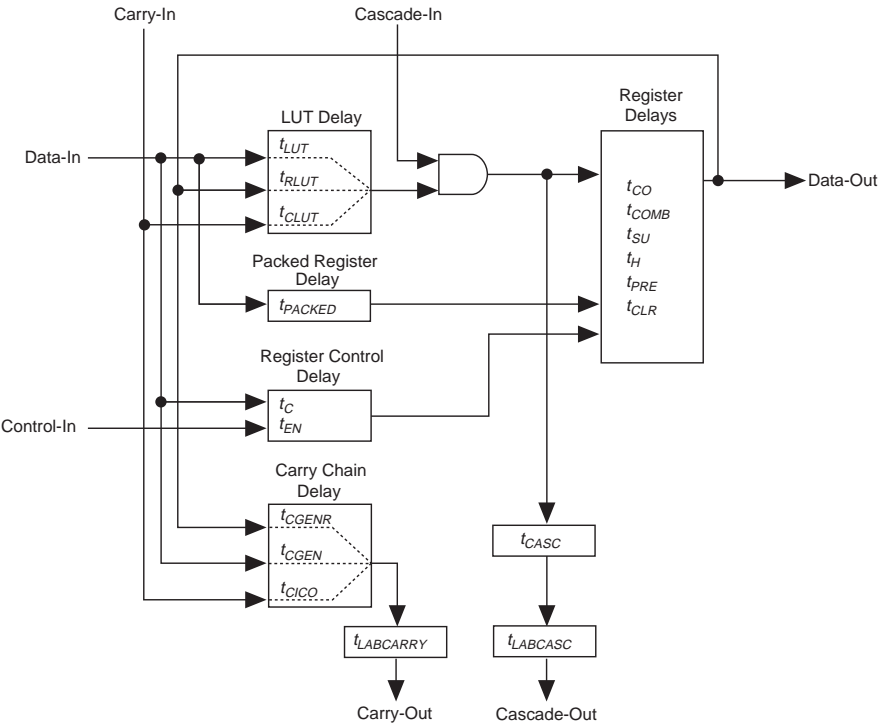 Carry-In
Cascade-In
LUT Delay
Register
Delays
Data-In
tLUT
tRLUT
tCLUT
tCO
tCOMB
tSU
tH
tPRE
tCLR
Data-Out
Packed Register
Delay
tPACKED
Register Control
Delay
tC
tEN
Control-In
Carry Chain
Delay
tCGENR
tCGEN
tCICO
tCASC
tLABCARRY
tLABCASC
Carry-Out
Cascade-Out